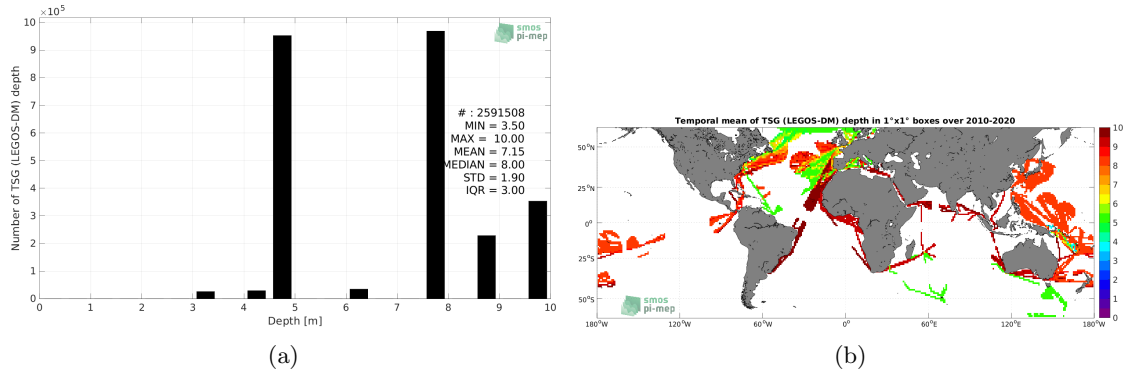 ×10^5
10
9
8
7
6
5
4
3
2
1
0
Number of TSG (LEGOS-DM) depth
smos
pi-mep
# : 2591508
MIN = 3.50
MAX = 10.00
MEAN = 7.15
MEDIAN = 8.00
STD = 1.90
IQR = 3.00
0 1 2 3 4 5 6 7 8 9 10
Depth [m]
(a)
Temporal mean of TSG (LEGOS-DM) depth in 1°x1° boxes over 2010-2020
50°N
25°N
0°
25°S
50°S
smos
pi-mep
180°W 120°W 60°W 0° 60°E 120°E 180°W
10
9
8
7
6
5
4
3
2
1
0
(b)